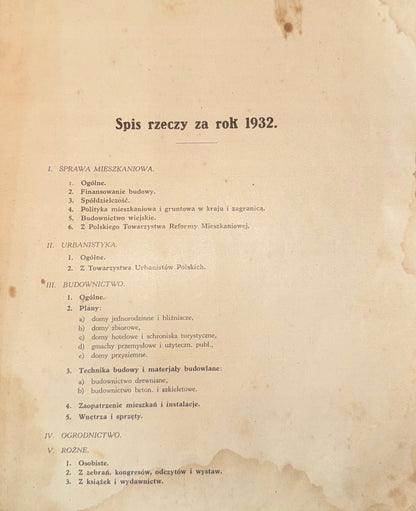 Spis rzeczy za rok 1932.
I. SPRAWA MIESZKANIOWA.
1. Ogólne.
2. Finansowanie budowy.
3. Spółdzielczość.
4. Polityka mieszkaniowa i gruntowa w kraju i zagranicą.
5. Budownictwo wiejskie.
6. Z Polskiego Towarzystwa Reformy Mieszkaniowej.
II. URBANISTYKA.
1. Ogólne.
2. Z Towarzystwa Urbanistów Polskich.
III. BUDOWNICTWO.
1. Ogólne.
2. Plany:
a) domy jednorodzinne i bliźniacze,
b) domy zbiorowe,
c) domy hotelowe i schroniska turystyczne,
d) gmachy przemysłowe i użyteczn. publ.,
e) domy przyziemne.
3. Technika budowy i materjały budowlane:
a) budownictwo drewniane,
b) budownictwo beton. i szkieletowe.
4. Zaopatrzenie mieszkań i instalacje.
5. Wnętrza i sprzęty.
IV. OGRODNICTWO.
V. RÓŻNE.
1. Osobiste.
2. Z zebrań, kongresów, odczytów i wystaw.
3. Z książek i wydawnictw.